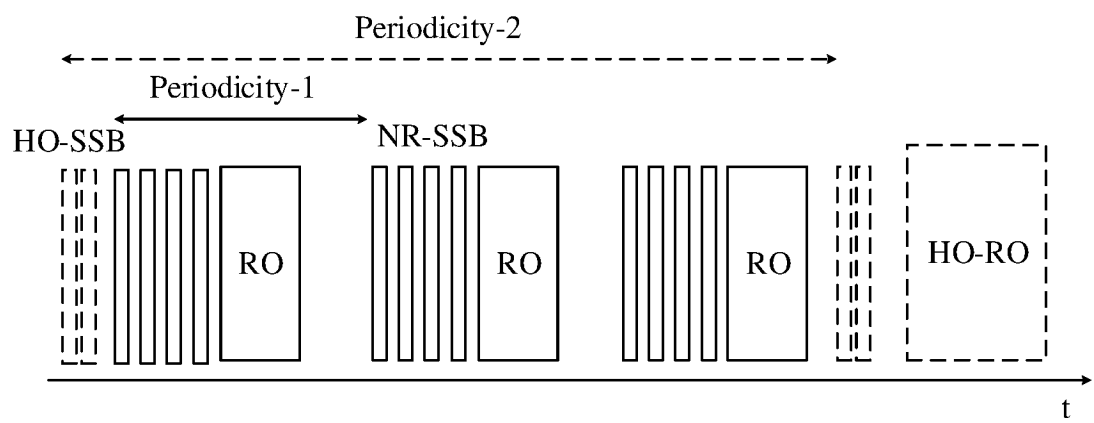 Periodicity-2
Periodicity-1
HO-SSB
NR-SSB
RO
RO
RO
HO-RO
t